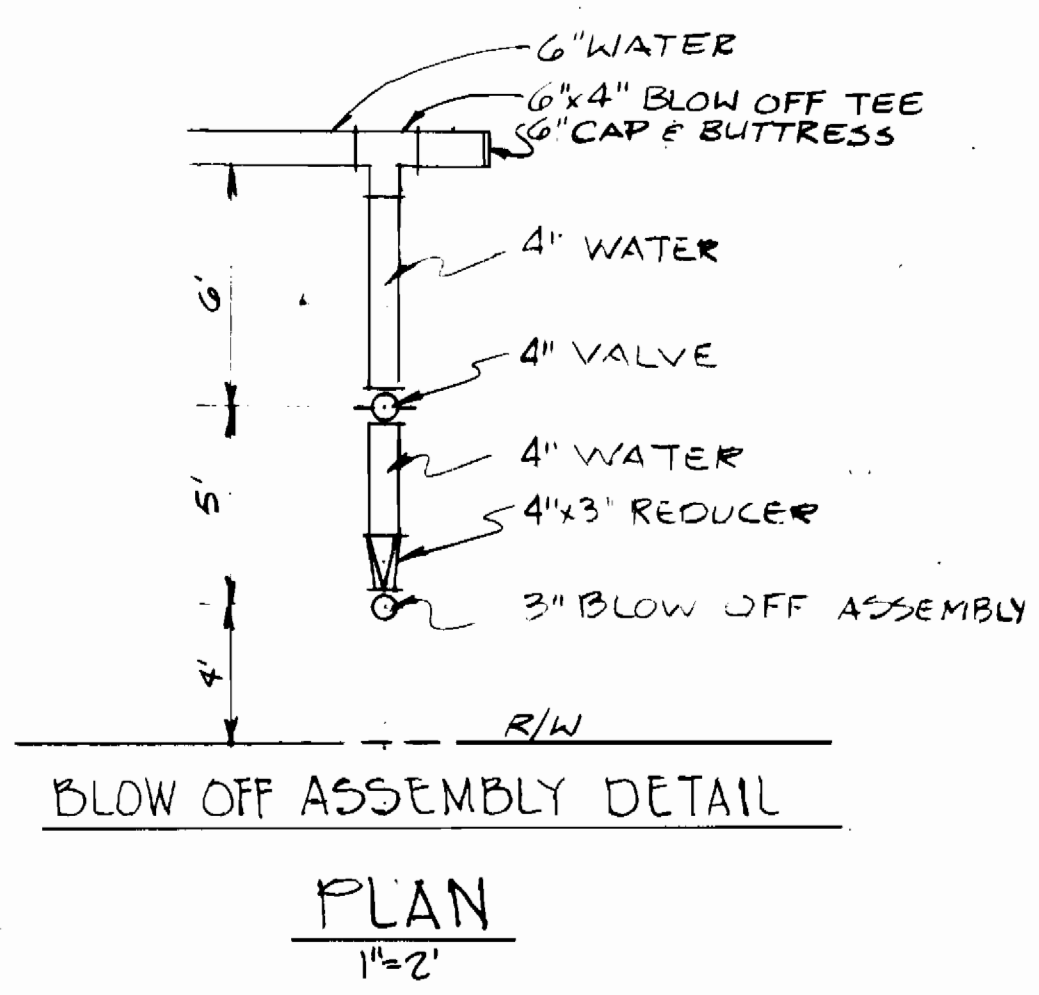 6" WATER
6"x4" BLOW OFF TEE
6" CAP & BUTTRESS
4" WATER
6'
4" VALVE
4" WATER
5'
4"x3" REDUCER
3" BLOW OFF ASSEMBLY
4'
R/W
BLOW OFF ASSEMBLY DETAIL
PLAN
1"=2'